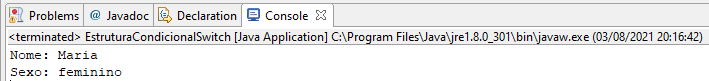 Problems @ Javadoc Declaration Console
<terminated> EstruturaCondicionalSwitch [Java Application] C:\Program Files\Java\jre1.8.0_301\bin\javaw.exe (03/08/2021 20:16:42)
Nome: Maria
Sexo: feminino